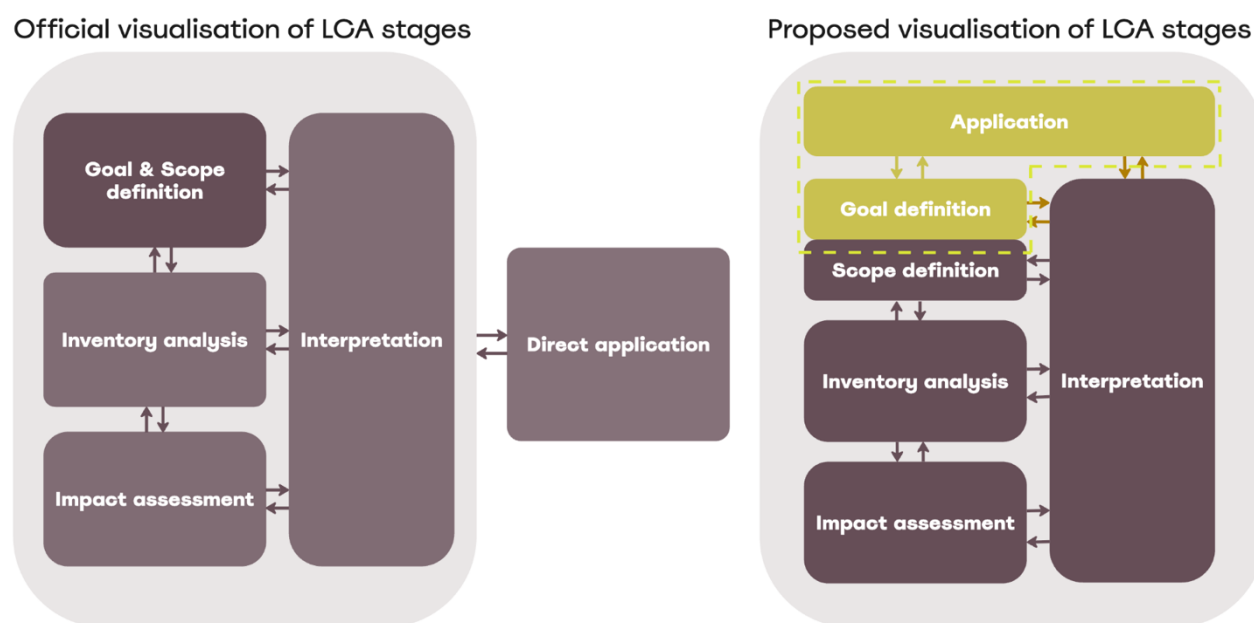 Official visualisation of LCA stages
Goal & Scope
definition
Inventory analysis
Impact assessment
Interpretation
Direct application
Proposed visualisation of LCA stages
Application
Goal definition
Scope definition
Inventory analysis
Impact assessment
Interpretation